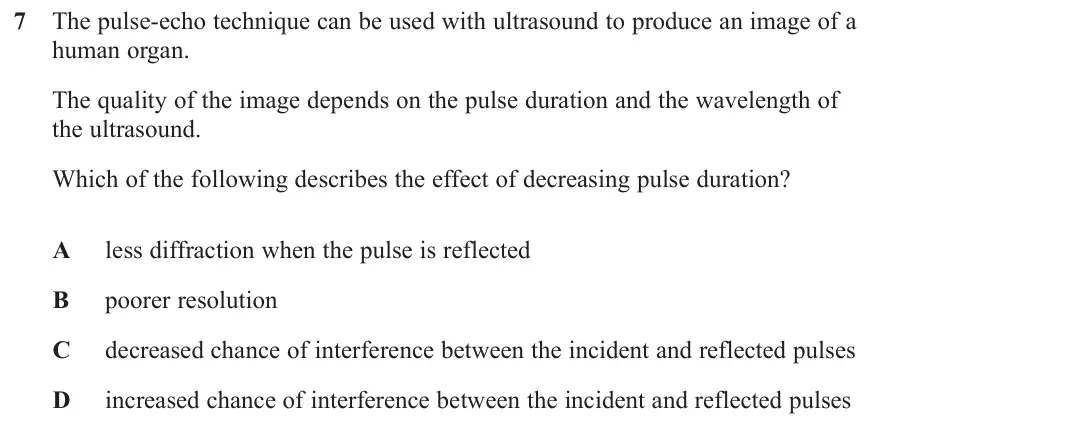 7 The pulse-echo technique can be used with ultrasound to produce an image of a
human organ.
The quality of the image depends on the pulse duration and the wavelength of
the ultrasound.
Which of the following describes the effect of decreasing pulse duration?
A less diffraction when the pulse is reflected
B poorer resolution
C decreased chance of interference between the incident and reflected pulses
D increased chance of interference between the incident and reflected pulses